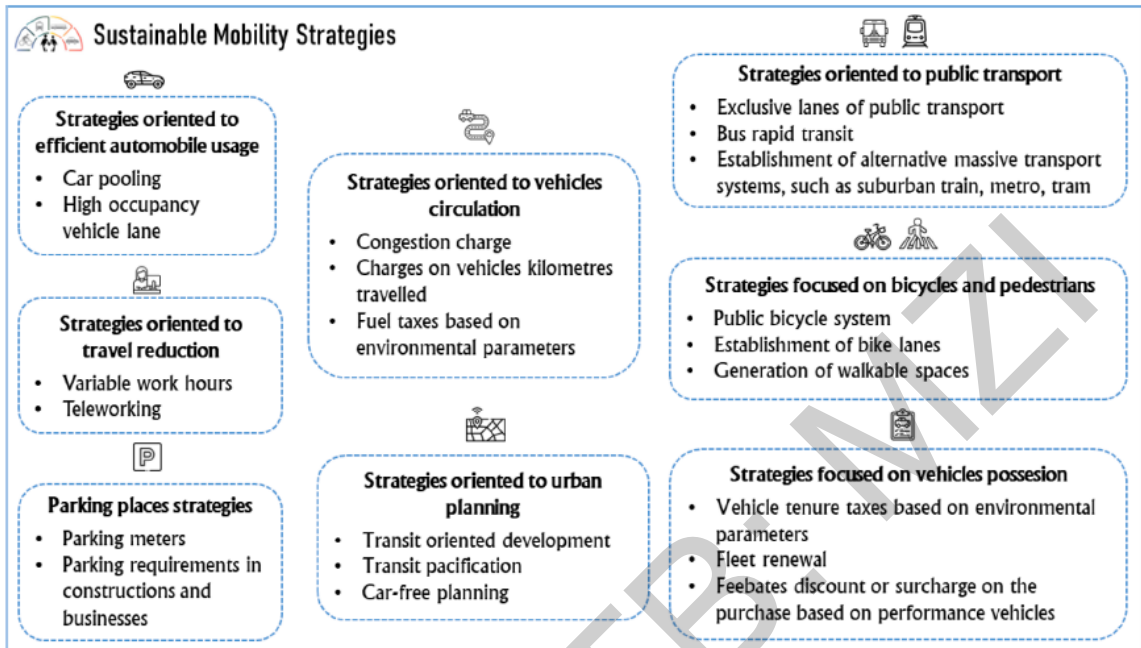 Sustainable Mobility Strategies
Strategies oriented to
efficient automobile usage
• Car pooling
• High occupancy
vehicle lane
Strategies oriented to
travel reduction
• Variable work hours
• Teleworking
P
Parking places strategies
• Parking meters
• Parking requirements in
constructions and
businesses
Strategies oriented to vehicles
circulation
• Congestion charge
• Charges on vehicles kilometres
travelled
• Fuel taxes based on
environmental parameters
Strategies oriented to urban
planning
• Transit oriented development
• Transit pacification
• Car-free planning
Strategies oriented to public transport
• Exclusive lanes of public transport
• Bus rapid transit
• Establishment of alternative massive transport
systems, such as suburban train, metro, tram
Strategies focused on bicycles and pedestrians
• Public bicycle system
• Establishment of bike lanes
• Generation of walkable spaces
Strategies focused on vehicles possesion
• Vehicle tenure taxes based on environmental
parameters
• Fleet renewal
• Feebates discount or surcharge on the
purchase based on performance vehicles
: MZI